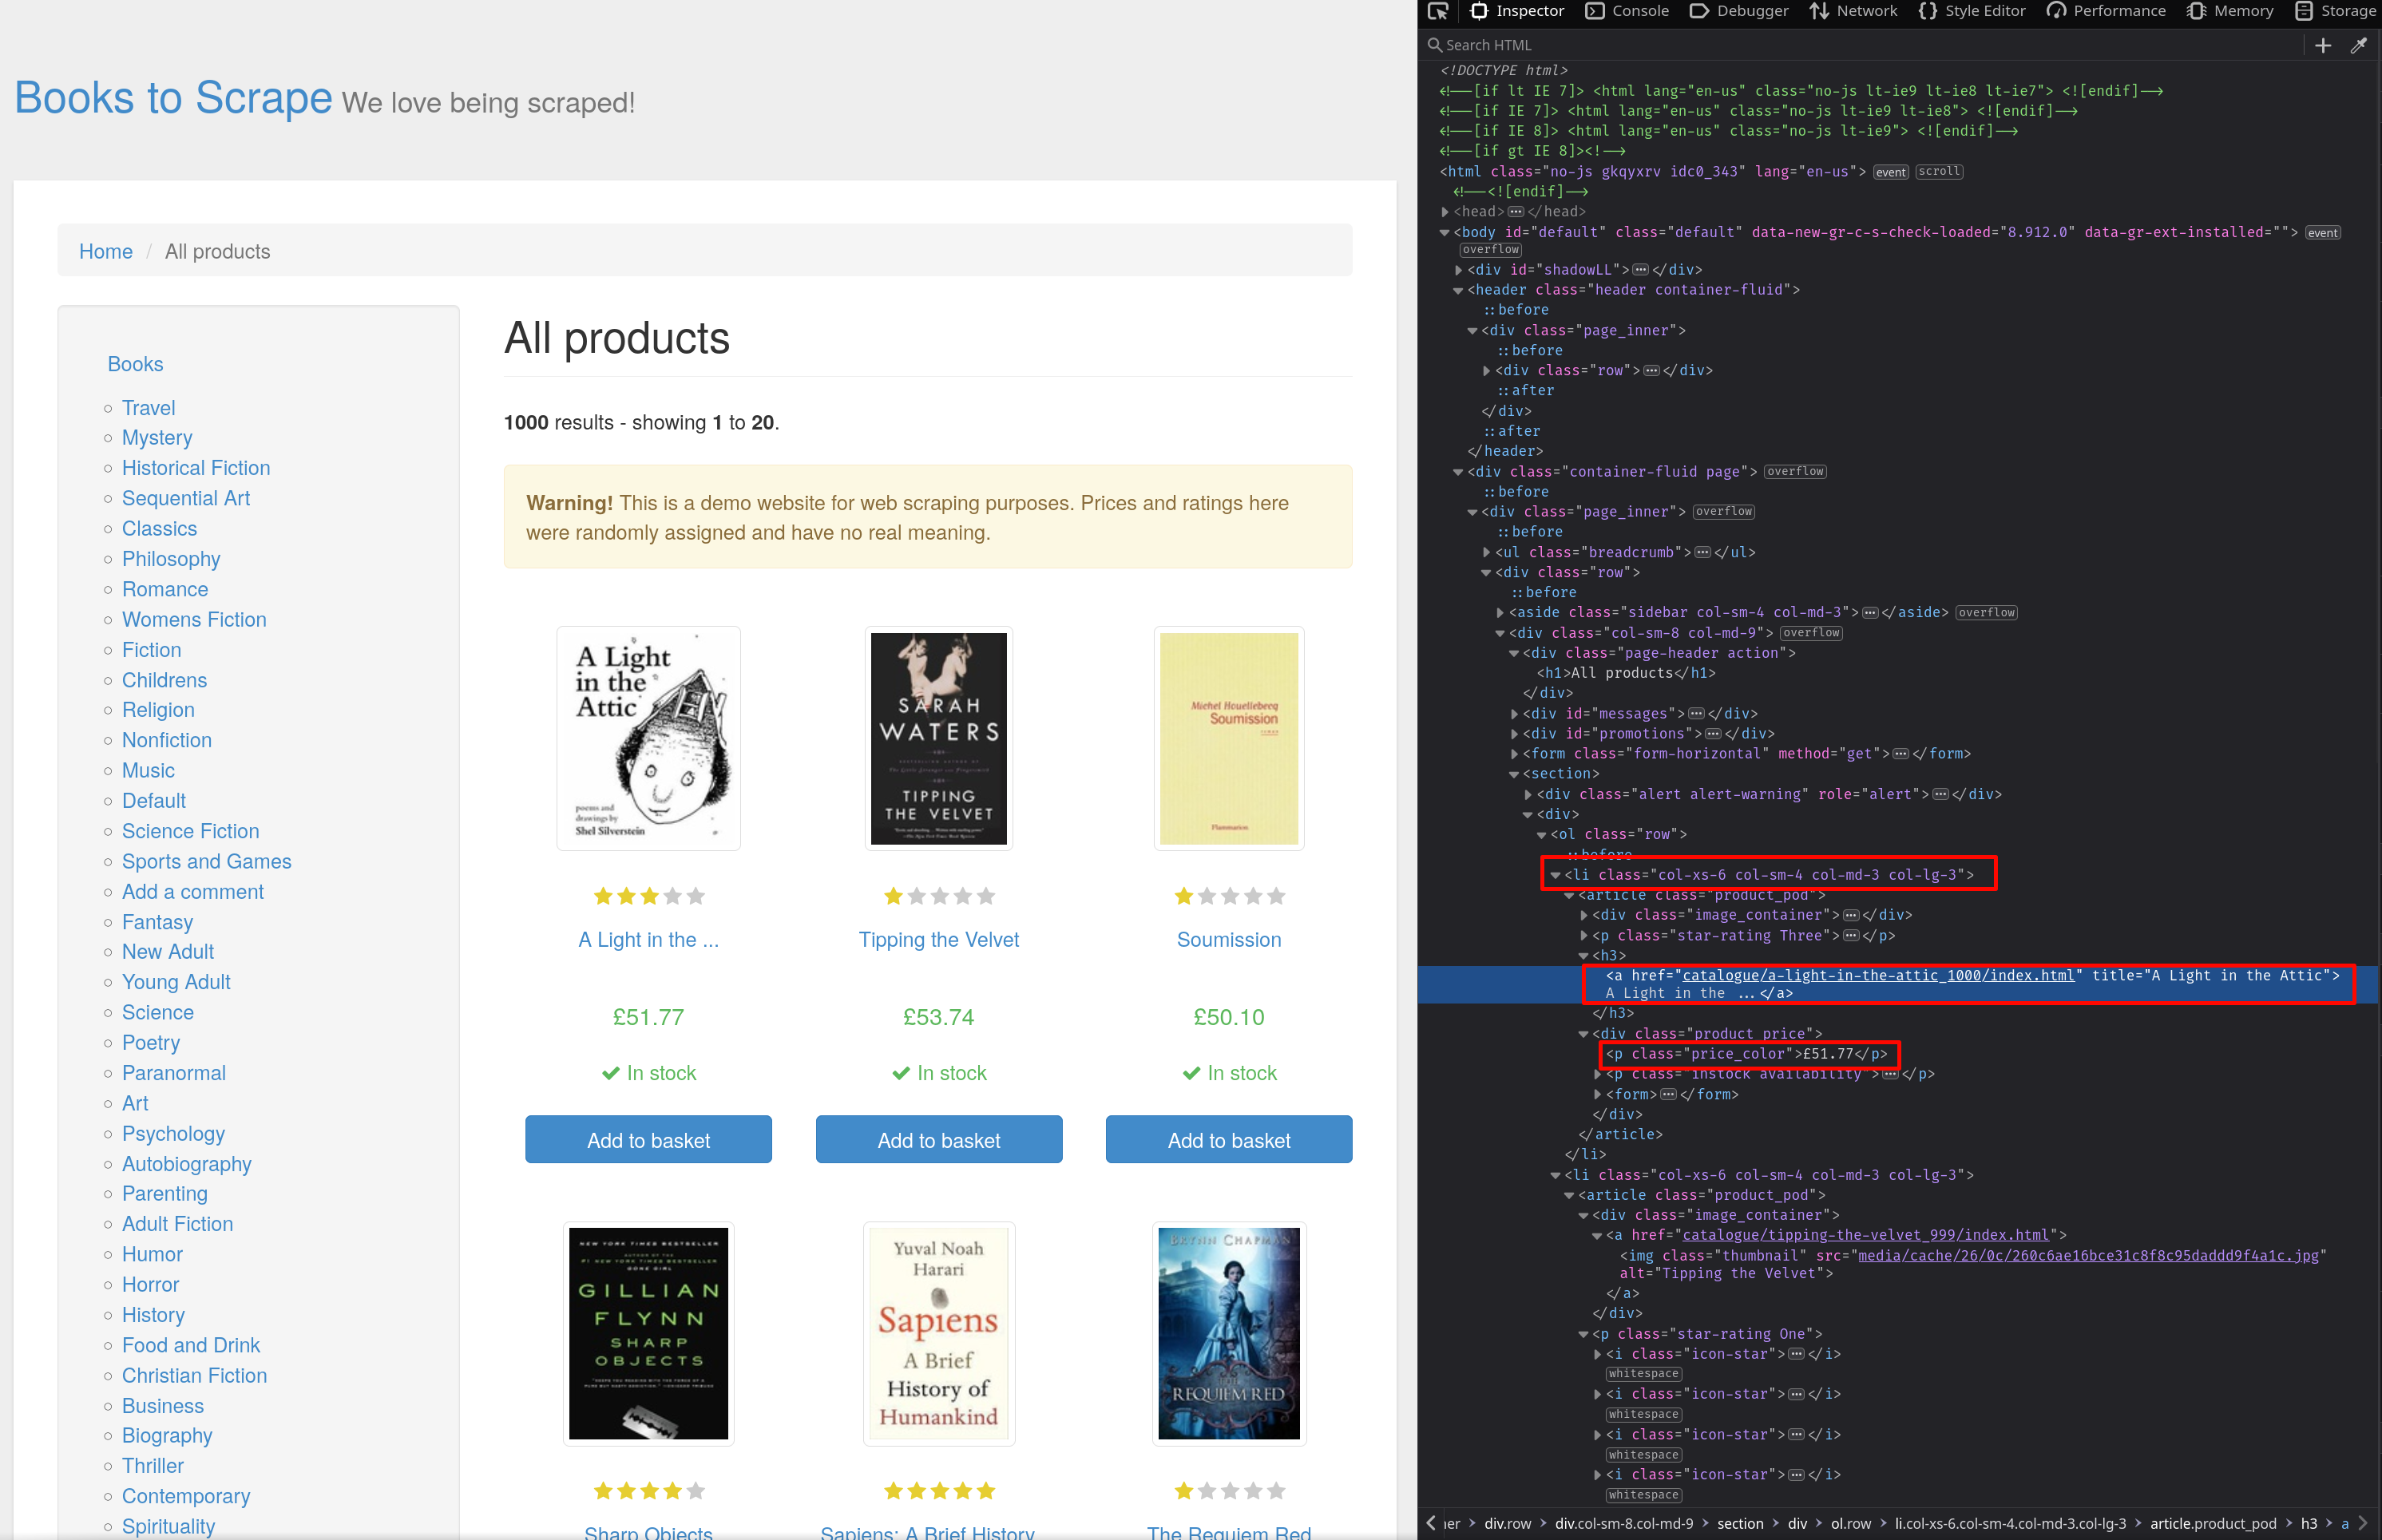 Books to Scrape We love being scraped!
Home / All products
Books
Travel
Mystery
Historical Fiction
Sequential Art
Classics
Philosophy
Romance
Womens Fiction
Fiction
Childrens
Religion
Nonfiction
Music
Default
Science Fiction
Sports and Games
Add a comment
Fantasy
New Adult
Young Adult
Science
Poetry
Paranormal
Art
Psychology
Autobiography
Parenting
Adult Fiction
Humor
Horror
History
Food and Drink
Christian Fiction
Business
Biography
Thriller
Contemporary
Spirituality
All products
1000 results - showing 1 to 20.
Warning! This is a demo website for web scraping purposes. Prices and ratings here
were randomly assigned and have no real meaning.
A Light
in the
Attic
poems and
drawings by
Shel Silverstein
A Light in the ...
£51.77
In stock
Add to basket
SARAH
WATERS
TIPPING
THE VELVET
Tipping the Velvet
£53.74
In stock
Add to basket
Michel Houellebecq
Soumission
Flammarion
Soumission
£50.10
In stock
Add to basket
NEW YORK TIMES BESTSELLER
GILLIAN
FLYNN
SHARP
OBJECTS
Sharp Objects
Yuval Noah
Harari
Sapiens
A Brief
History of
Humankind
Sapiens: A Brief History
BRYNN CHAPMAN
REQUIEM RED
The Requiem Red
Inspector Console Debugger Network Style Editor Performance Memory Storage
Search HTML
<!DOCTYPE html>
<!--[if lt IE 7]> <html lang="en-us" class="no-js lt-ie9 lt-ie8 lt-ie7"> <![endif]-->
<!--[if IE 7]> <html lang="en-us" class="no-js lt-ie9 lt-ie8"> <![endif]-->
<!--[if IE 8]> <html lang="en-us" class="no-js lt-ie9"> <![endif]-->
<!--[if gt IE 8]><!-->
<html class="no-js gkqyxrv idc0_343" lang="en-us"> event scroll
<!--<![endif]-->
<head>⋯</head>
<body id="default" class="default" data-new-gr-c-s-check-loaded="8.912.0" data-gr-ext-installed=""> event
overflow
<div id="shadowLL">⋯</div>
<header class="header container-fluid">
::before
<div class="page_inner">
::before
<div class="row">⋯</div>
::after
</div>
::after
</header>
<div class="container-fluid page"> overflow
::before
<div class="page_inner"> overflow
::before
<ul class="breadcrumb">⋯</ul>
<div class="row">
::before
<aside class="sidebar col-sm-4 col-md-3">⋯</aside> overflow
<div class="col-sm-8 col-md-9"> overflow
<div class="page-header action">
<h1>All products</h1>
</div>
<div id="messages">⋯</div>
<div id="promotions">⋯</div>
<form class="form-horizontal" method="get">⋯</form>
<section>
<div class="alert alert-warning" role="alert">⋯</div>
<div>
<ol class="row">
::before
<li class="col-xs-6 col-sm-4 col-md-3 col-lg-3">
<article class="product_pod">
<div class="image_container">⋯</div>
<p class="star-rating Three">⋯</p>
<h3>
<a href="catalogue/a-light-in-the-attic_1000/index.html" title="A Light in the Attic">
A Light in the ...</a>
</h3>
<div class="product_price">
<p class="price_color">£51.77</p>
<p class="instock availability">⋯</p>
<form>⋯</form>
</div>
</article>
</li>
<li class="col-xs-6 col-sm-4 col-md-3 col-lg-3">
<article class="product_pod">
<div class="image_container">
<a href="catalogue/tipping-the-velvet_999/index.html">
<img class="thumbnail" src="media/cache/26/0c/260c6ae16bce31c8f8c95daddd9f4a1c.jpg"
alt="Tipping the Velvet">
</a>
</div>
<p class="star-rating One">
<i class="icon-star">⋯</i>
whitespace
<i class="icon-star">⋯</i>
whitespace
<i class="icon-star">⋯</i>
whitespace
<i class="icon-star">⋯</i>
whitespace
div.row > div.col-sm-8.col-md-9 > section > div > ol.row > li.col-xs-6.col-sm-4.col-md-3.col-lg-3 > article.product_pod > h3 > a